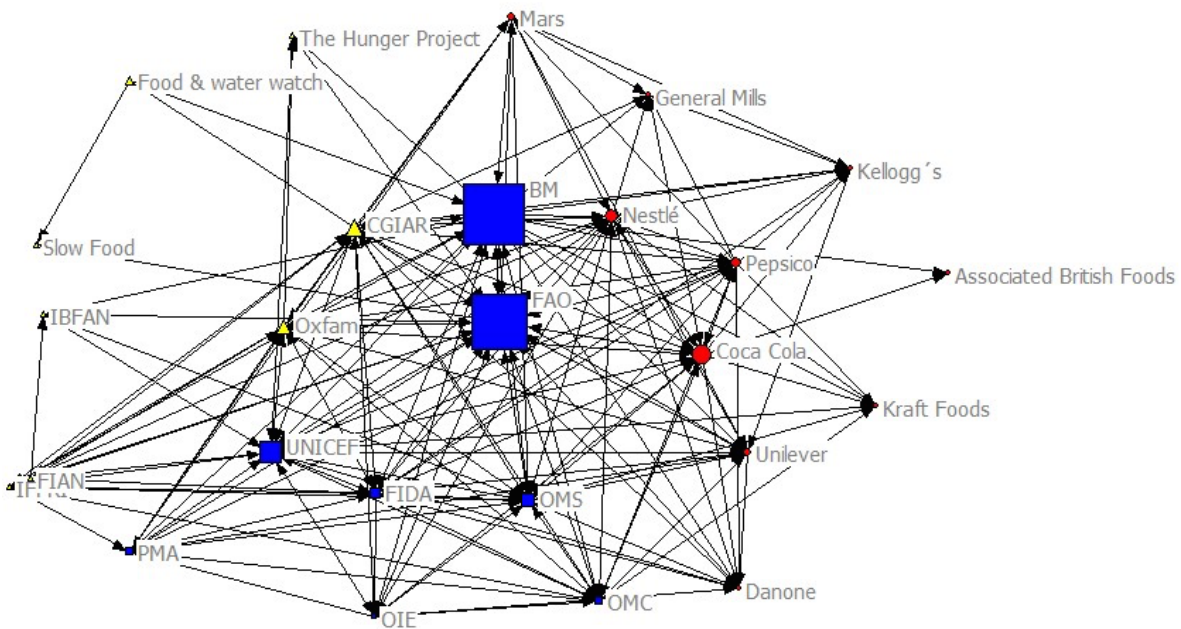 Mars
The Hunger Project
Food & water watch
General Mills
Kellogg´s
BM
Nestlé
CGIAR
Slow Food
Pepsico
Associated British Foods
FAO
IBFAN
Oxfam
Coca Cola
Kraft Foods
UNICEF
Unilever
FIAN
FIDA
OMS
PMA
Danone
OMC
OIE